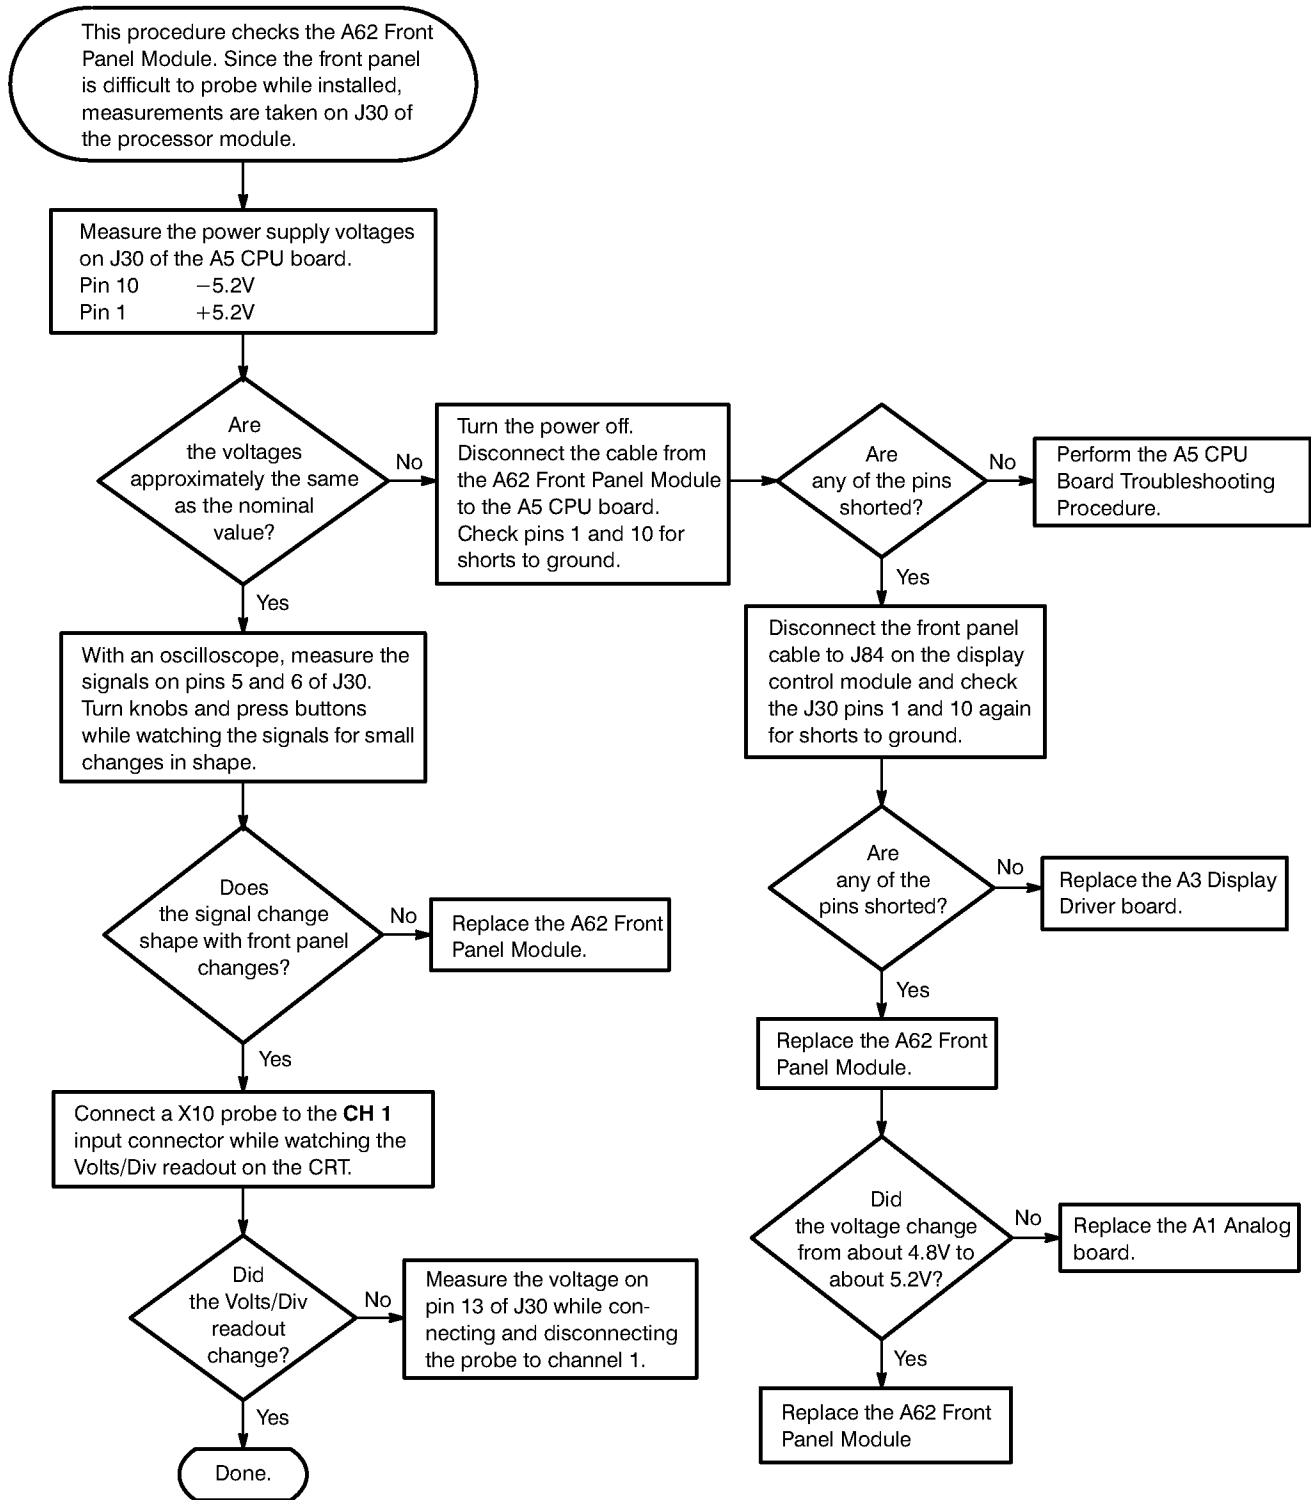 This procedure checks the A62 Front
Panel Module. Since the front panel
is difficult to probe while installed,
measurements are taken on J30 of
the processor module.
Measure the power supply voltages
on J30 of the A5 CPU board.
Pin 10 −5.2V
Pin 1 +5.2V
Are
the voltages
approximately the same
as the nominal
value?
No
Turn the power off.
Disconnect the cable from
the A62 Front Panel Module
to the A5 CPU board.
Check pins 1 and 10 for
shorts to ground.
Are
any of the pins
shorted?
No
Perform the A5 CPU
Board Troubleshooting
Procedure.
Yes
Yes
With an oscilloscope, measure the
signals on pins 5 and 6 of J30.
Turn knobs and press buttons
while watching the signals for small
changes in shape.
Disconnect the front panel
cable to J84 on the display
control module and check
the J30 pins 1 and 10 again
for shorts to ground.
Does
the signal change
shape with front panel
changes?
No
Replace the A62 Front
Panel Module.
Are
any of the
pins shorted?
No
Replace the A3 Display
Driver board.
Yes
Yes
Replace the A62 Front
Panel Module.
Connect a X10 probe to the CH 1
input connector while watching the
Volts/Div readout on the CRT.
Did
the voltage change
from about 4.8V to
about 5.2V?
No
Replace the A1 Analog
board.
Did
the Volts/Div
readout
change?
No
Measure the voltage on
pin 13 of J30 while con-
necting and disconnecting
the probe to channel 1.
Yes
Replace the A62 Front
Panel Module
Yes
Done.